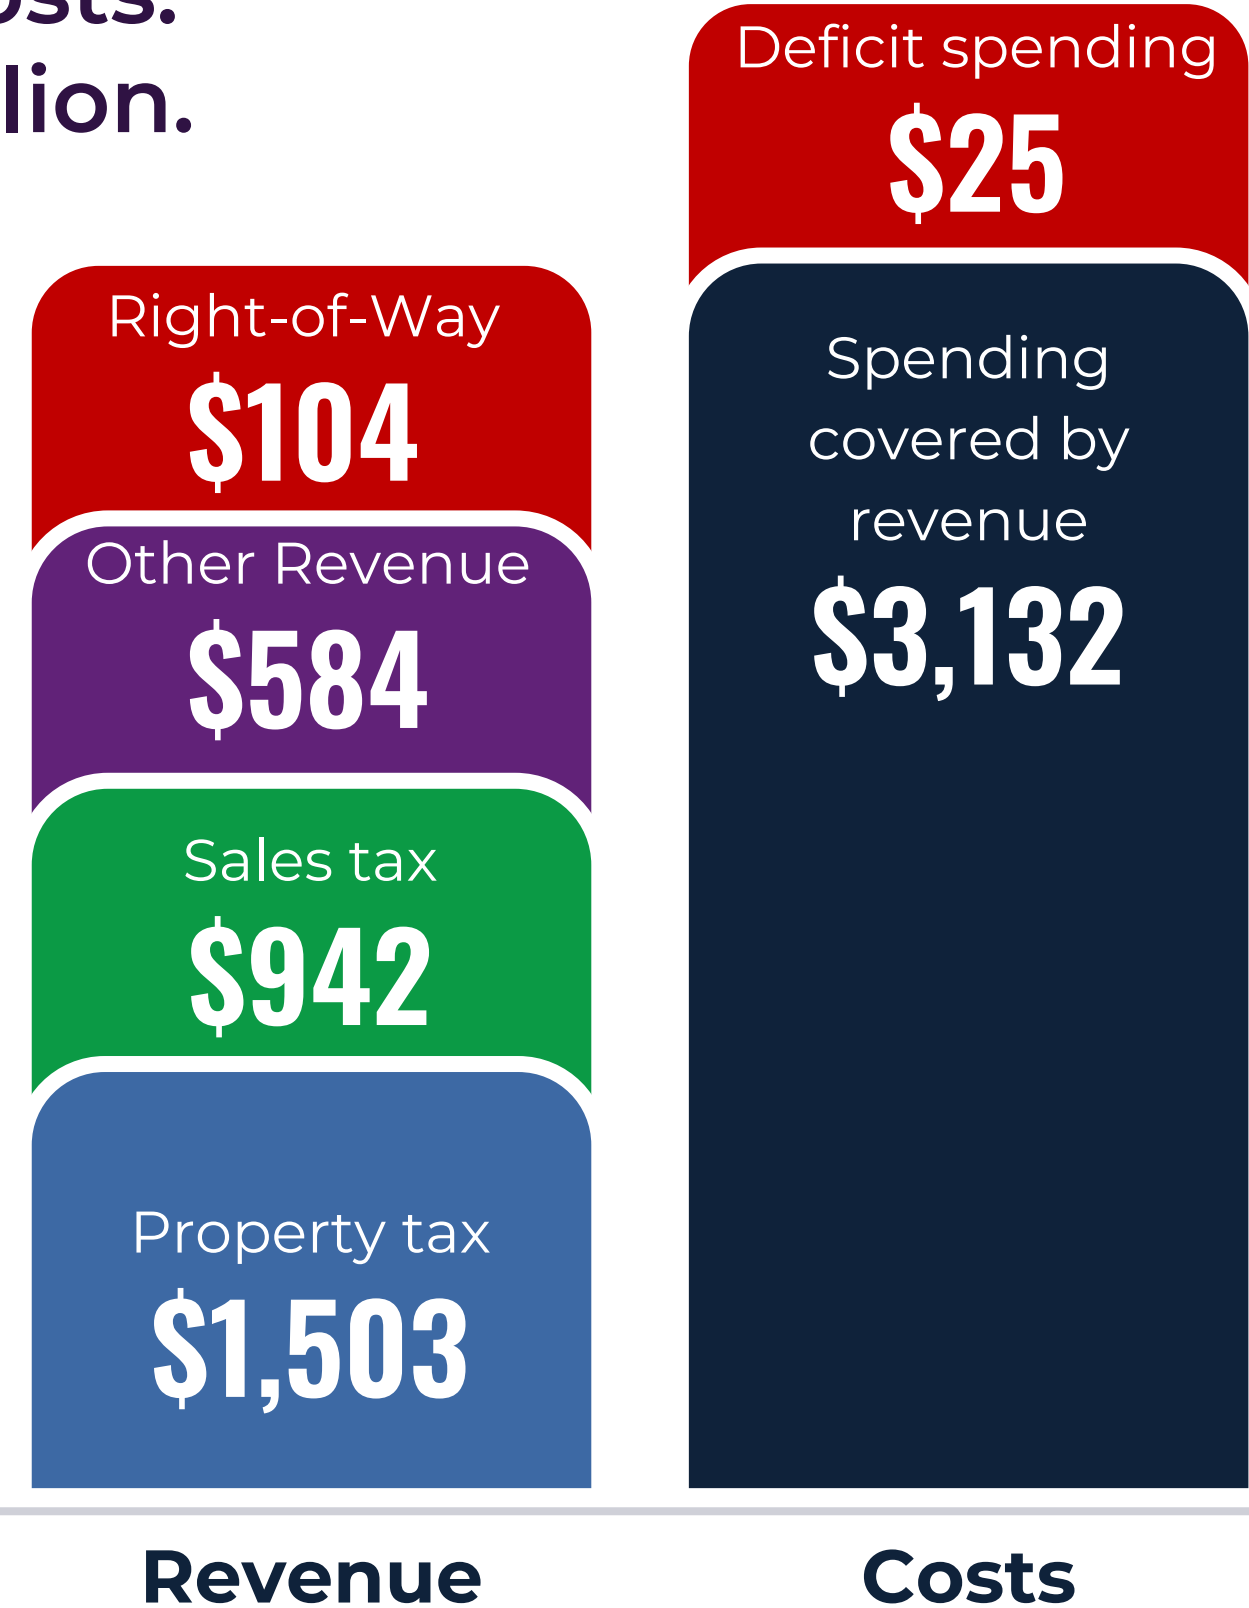 lion.
Deficit spending
$25
Right-of-Way
$104
Other Revenue
$584
Sales tax
$942
Property tax
$1,503
Spending
covered by
revenue
$3,132
Revenue
Costs